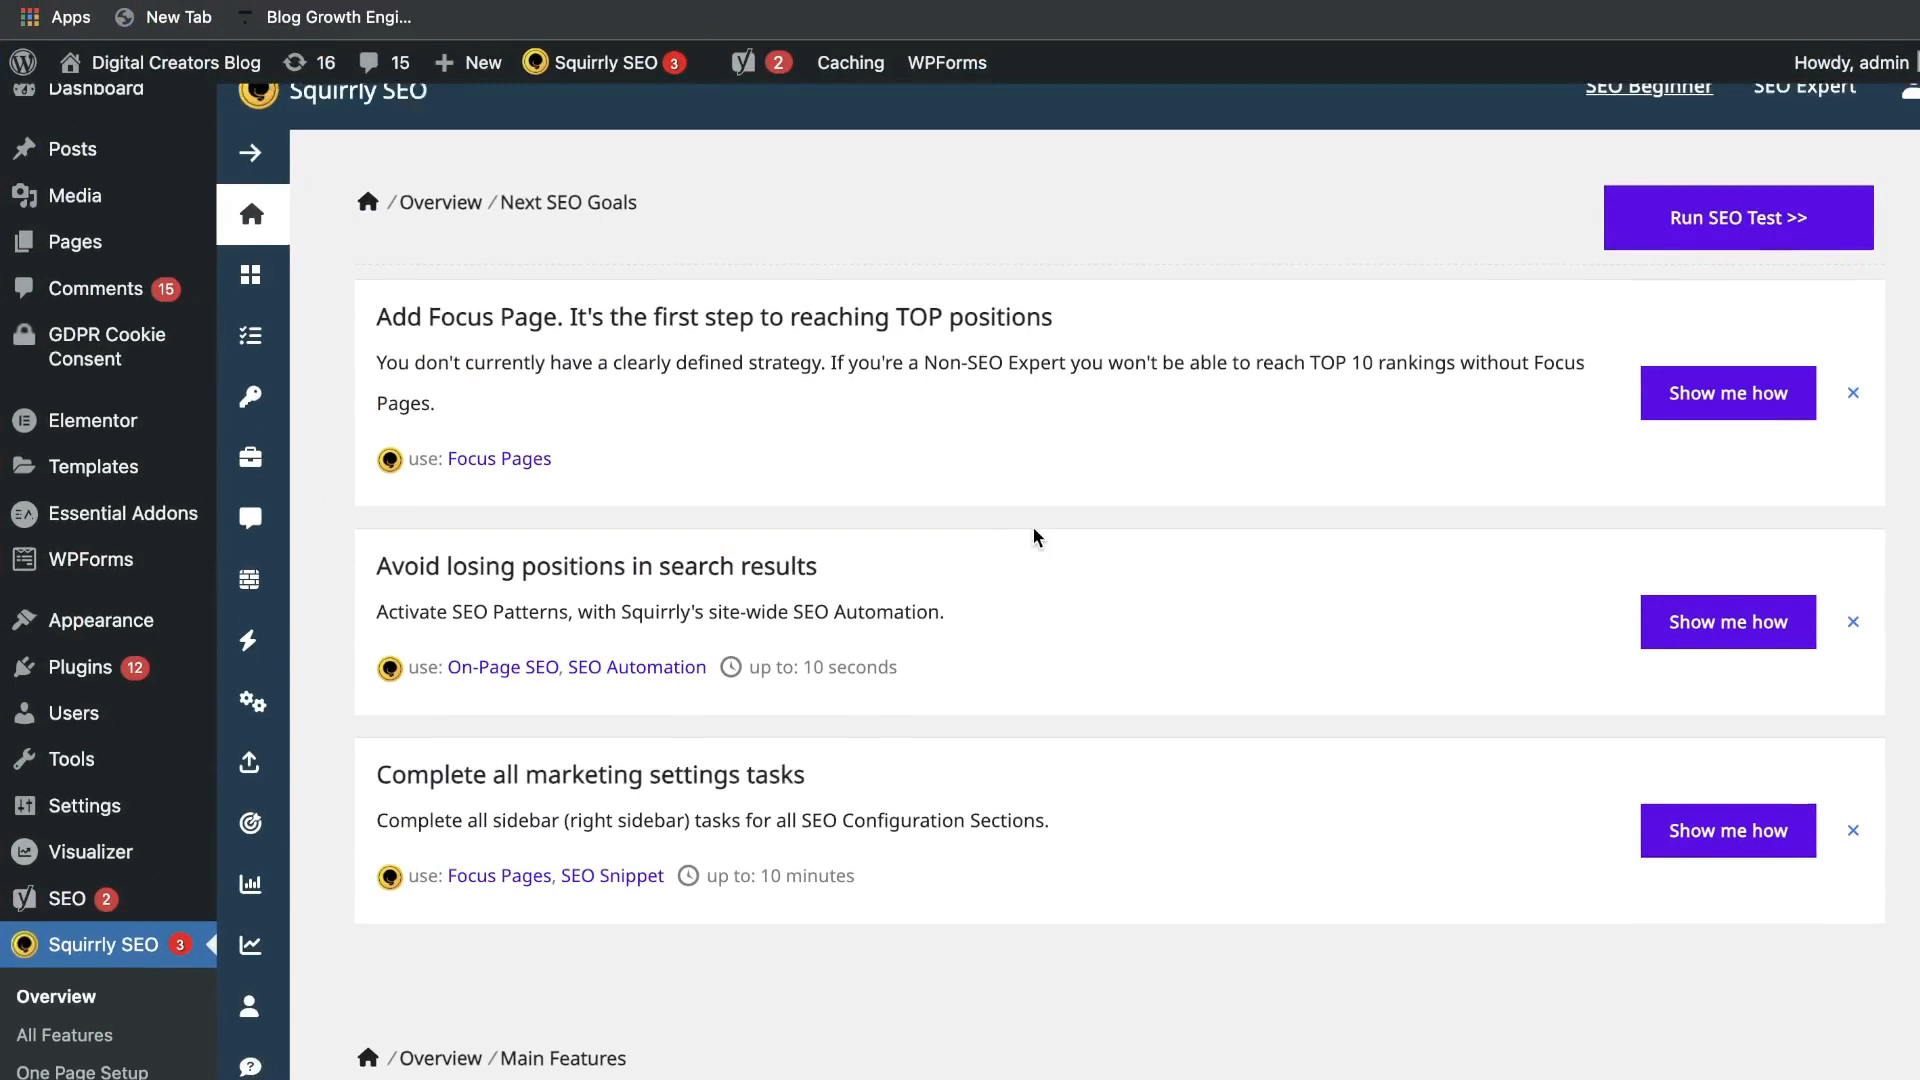 Apps
New Tab
Blog Growth Engi...
Digital Creators Blog
16
15
New
Squirrly SEO 3
2
Caching
WPForms
Howdy, admin
Dashboard
Posts
Media
Pages
Comments 15
GDPR Cookie
Consent
Elementor
Templates
Essential Addons
WPForms
Appearance
Plugins 12
Users
Tools
Settings
Visualizer
SEO 2
Squirrly SEO 3
Overview
All Features
One Page Setup
Squirrly SEO
SEO Beginner
SEO Expert
/ Overview / Next SEO Goals
Run SEO Test >>
Add Focus Page. It's the first step to reaching TOP positions
You don't currently have a clearly defined strategy. If you're a Non-SEO Expert you won't be able to reach TOP 10 rankings without Focus
Pages.
use: Focus Pages
Show me how
Avoid losing positions in search results
Activate SEO Patterns, with Squirrly's site-wide SEO Automation.
use: On-Page SEO, SEO Automation up to: 10 seconds
Show me how
Complete all marketing settings tasks
Complete all sidebar (right sidebar) tasks for all SEO Configuration Sections.
use: Focus Pages, SEO Snippet up to: 10 minutes
Show me how
/ Overview / Main Features